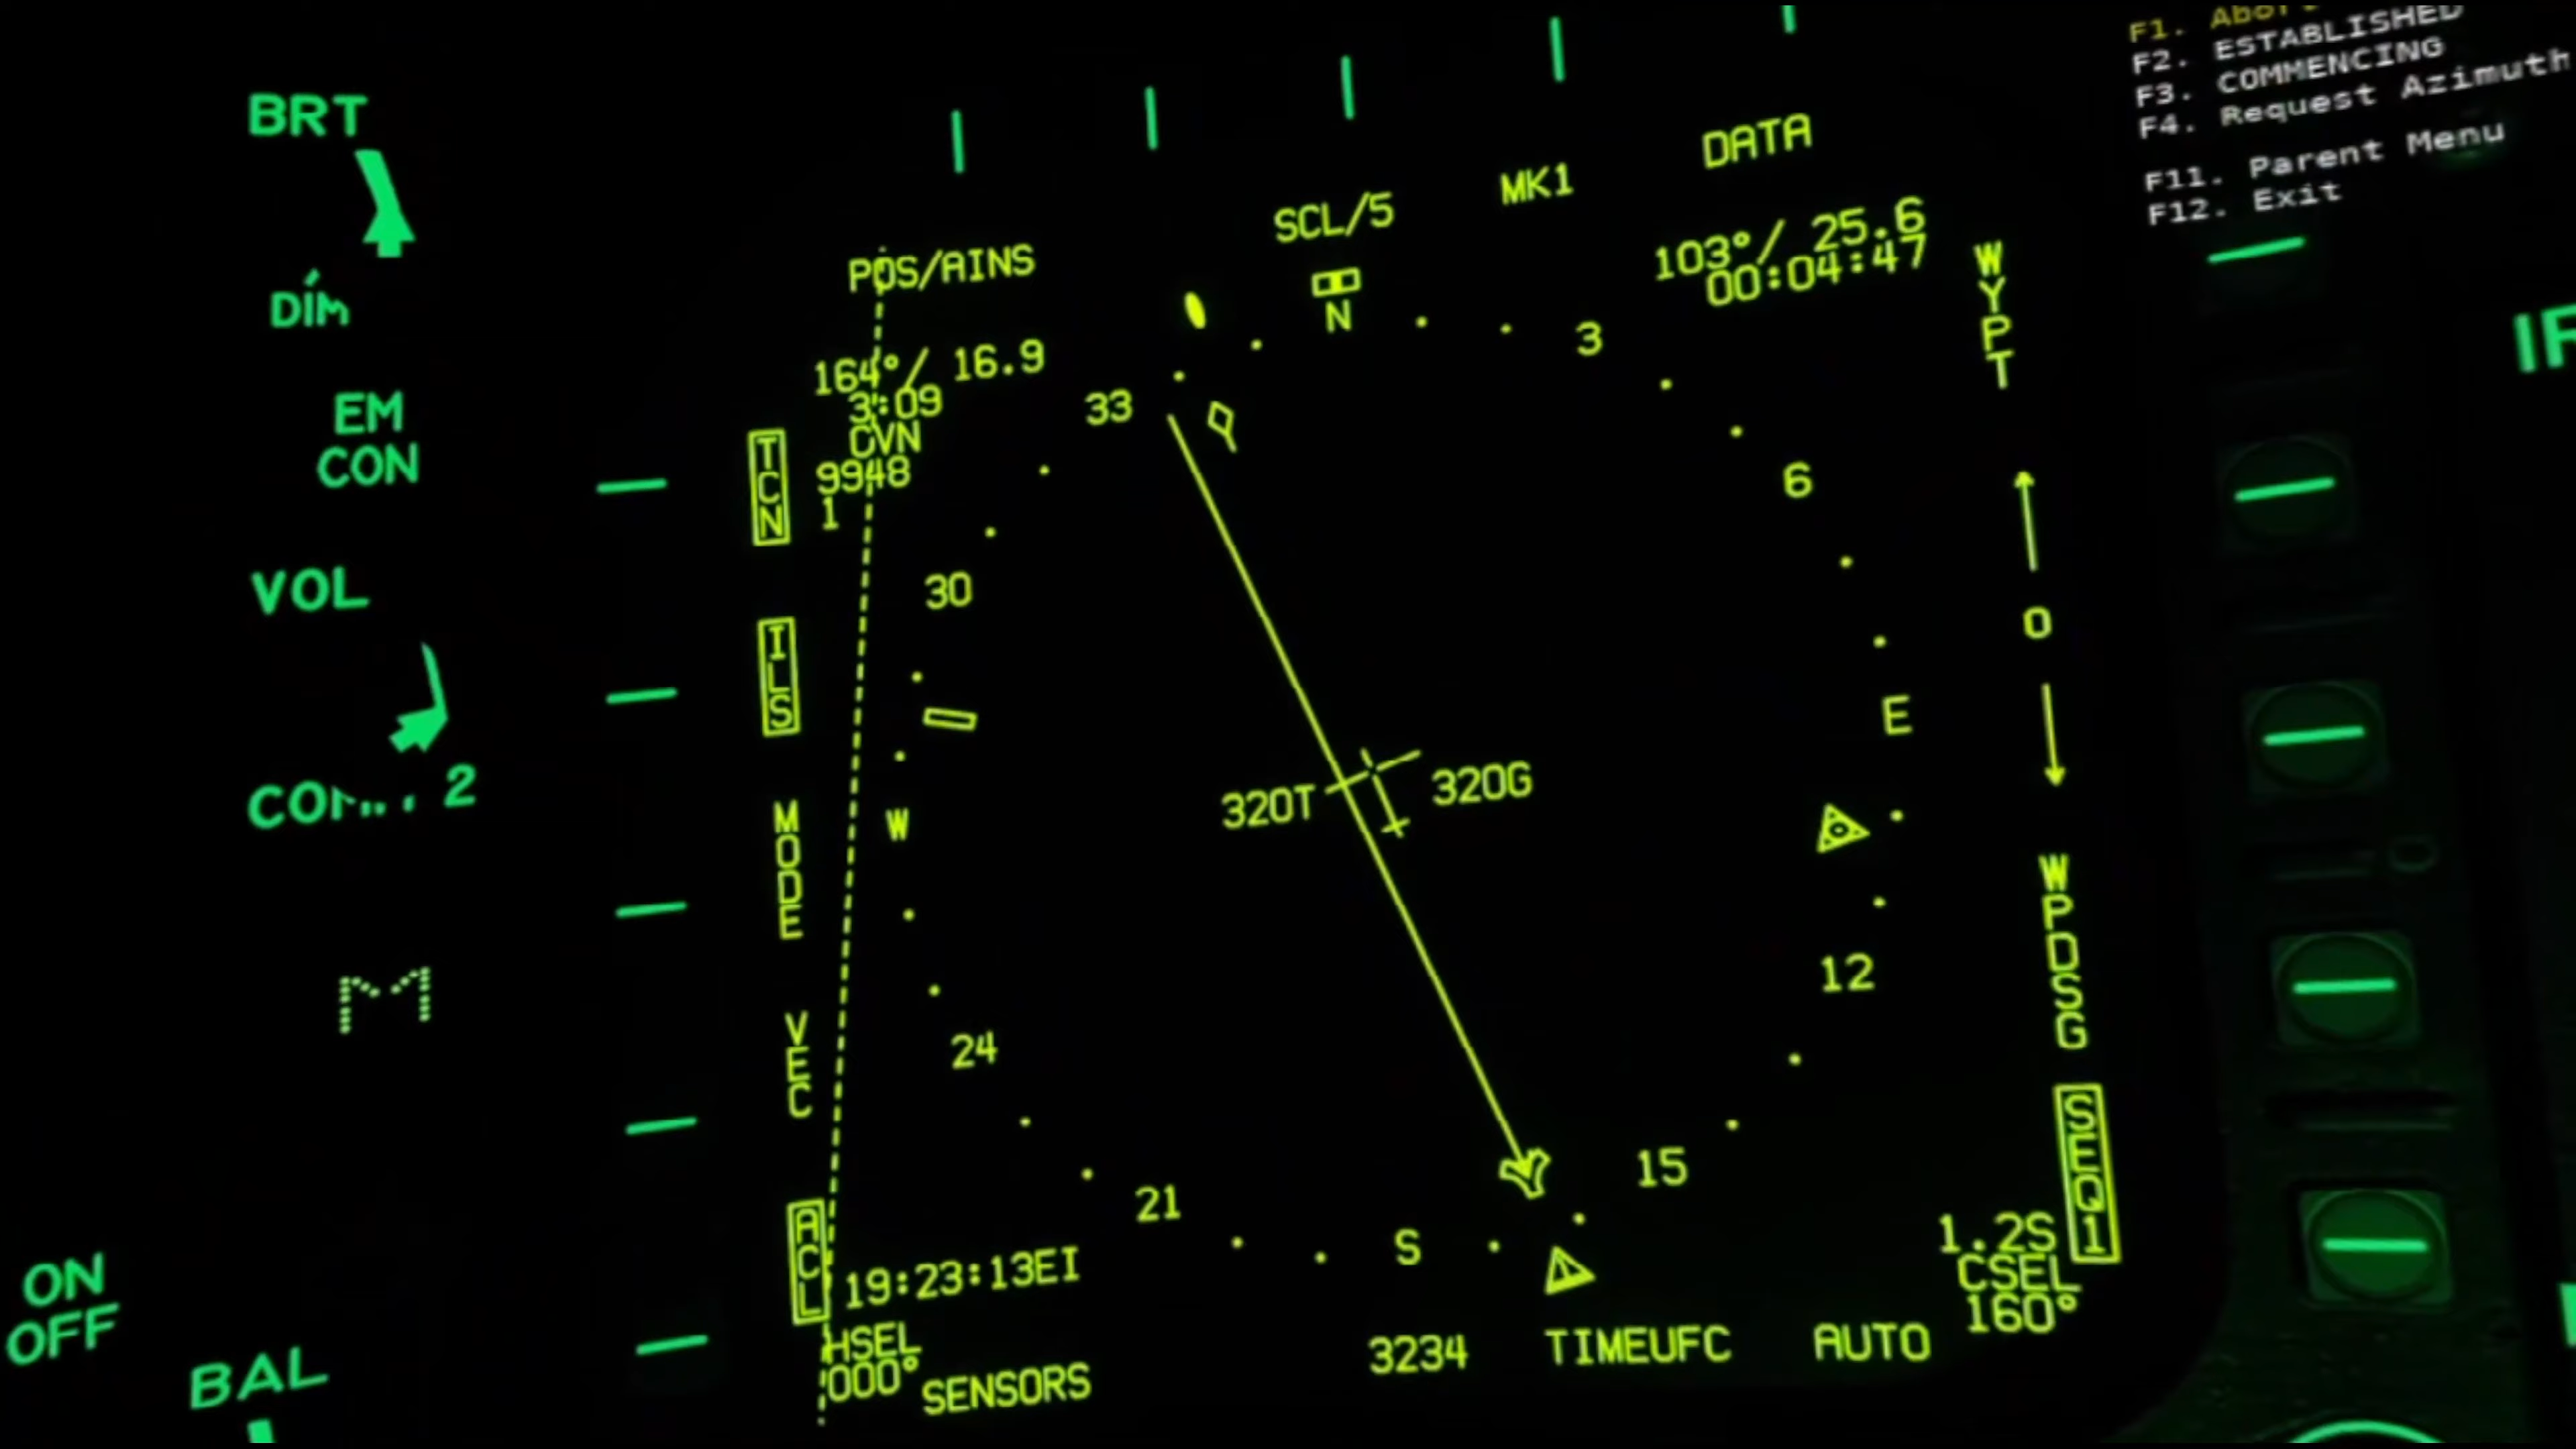 BRT
DIM
EM
CON
VOL
2
M
ON
OFF
BAL
F2. ESTABLISHED
F3. COMMENCING
F4. Request Azimuth
F11. Parent Menu
F12. Exit
DATA
MK1
SCL/5
POS/AINS
103°/ 25.6
00:04:47
WYPT
164°/ 16.9
3:09
CVN
9948
1
TCN
ILS
MODE
VEC
ACL
N
3
6
E
12
15
S
21
24
W
30
33
320T
320G
0
WPDSG
SEQ1
1.2S
CSEL
160°
19:23:13EI
HSEL
000°
SENSORS
3234
TIMEUFC
AUTO